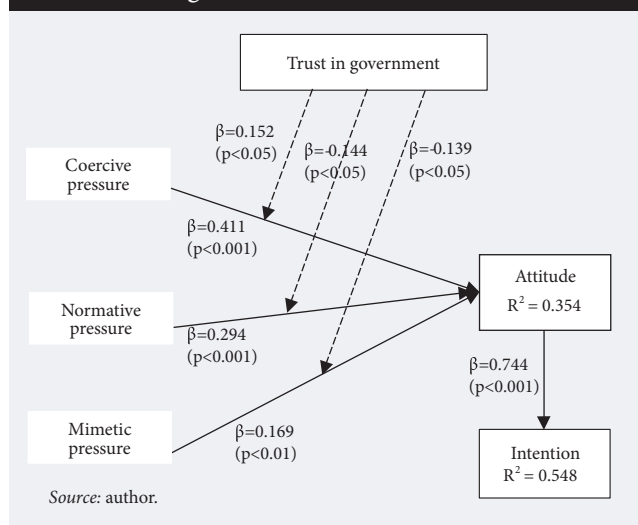 Trust in government
β=0.152
(p<0.05)
β=-0.144
(p<0.05)
β=-0.139
(p<0.05)
Coercive
pressure
β=0.411
(p<0.001)
Attitude
R² = 0.354
Normative
pressure
β=0.294
(p<0.001)
β=0.744
(p<0.001)
Mimetic
pressure
β=0.169
(p<0.01)
Intention
R² = 0.548
Source: author.